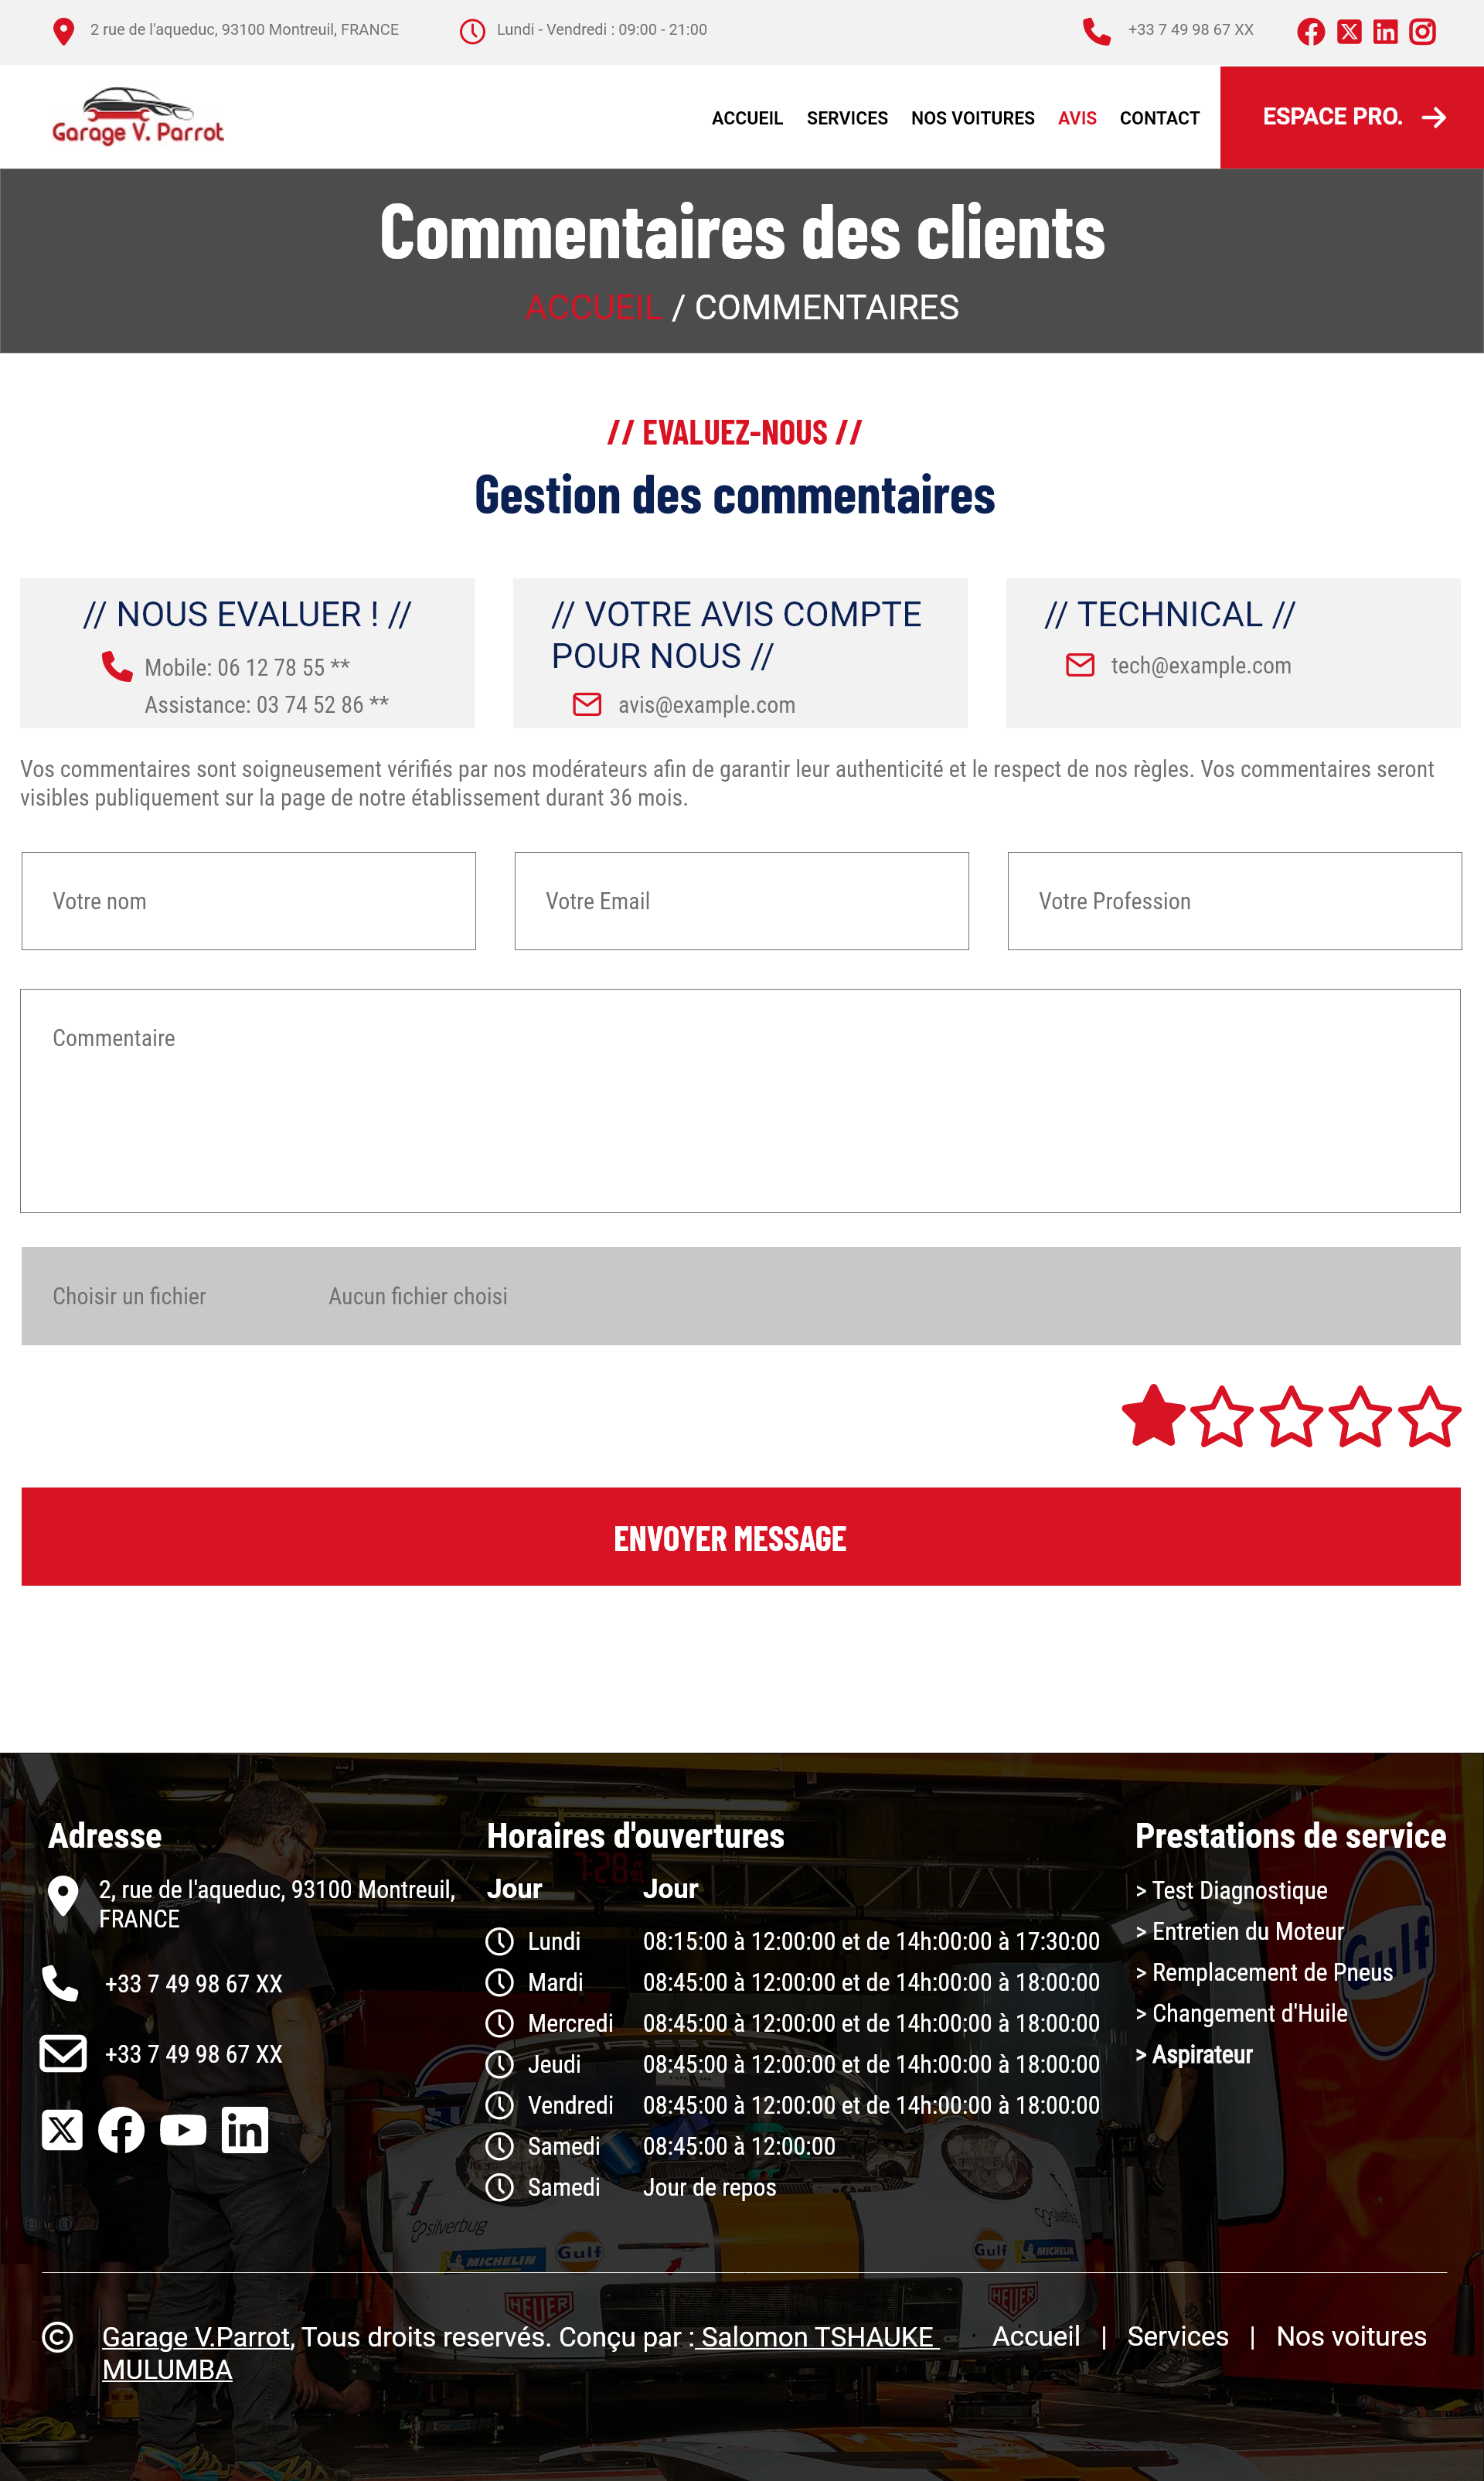 2 rue de l'aqueduc, 93100 Montreuil, FRANCE
Lundi - Vendredi : 09:00 - 21:00
+33 7 49 98 67 XX
Garage V. Parrot
ACCUEIL SERVICES NOS VOITURES AVIS CONTACT
ESPACE PRO.
Commentaires des clients
ACCUEIL / COMMENTAIRES
// EVALUEZ-NOUS //
Gestion des commentaires
// NOUS EVALUER ! //
Mobile: 06 12 78 55 **
Assistance: 03 74 52 86 **
// VOTRE AVIS COMPTE
POUR NOUS //
avis@example.com
// TECHNICAL //
tech@example.com
Vos commentaires sont soigneusement vérifiés par nos modérateurs afin de garantir leur authenticité et le respect de nos règles. Vos commentaires seront
visibles publiquement sur la page de notre établissement durant 36 mois.
Votre nom
Votre Email
Votre Profession
Commentaire
Choisir un fichier
Aucun fichier choisi
ENVOYER MESSAGE
Adresse
2, rue de l'aqueduc, 93100 Montreuil,
FRANCE
+33 7 49 98 67 XX
+33 7 49 98 67 XX
Horaires d'ouvertures
Jour Jour
Lundi 08:15:00 à 12:00:00 et de 14h:00:00 à 17:30:00
Mardi 08:45:00 à 12:00:00 et de 14h:00:00 à 18:00:00
Mercredi 08:45:00 à 12:00:00 et de 14h:00:00 à 18:00:00
Jeudi 08:45:00 à 12:00:00 et de 14h:00:00 à 18:00:00
Vendredi 08:45:00 à 12:00:00 et de 14h:00:00 à 18:00:00
Samedi 08:45:00 à 12:00:00
Samedi Jour de repos
Prestations de service
> Test Diagnostique
> Entretien du Moteur
> Remplacement de Pneus
> Changement d'Huile
> Aspirateur
7:28
Gulf
silverbug
MICHELIN
Gulf
HEUER
Gulf
MICHELIN
HEUER
Garage V.Parrot, Tous droits reservés. Conçu par : Salomon TSHAUKE
MULUMBA
Accueil | Services | Nos voitures